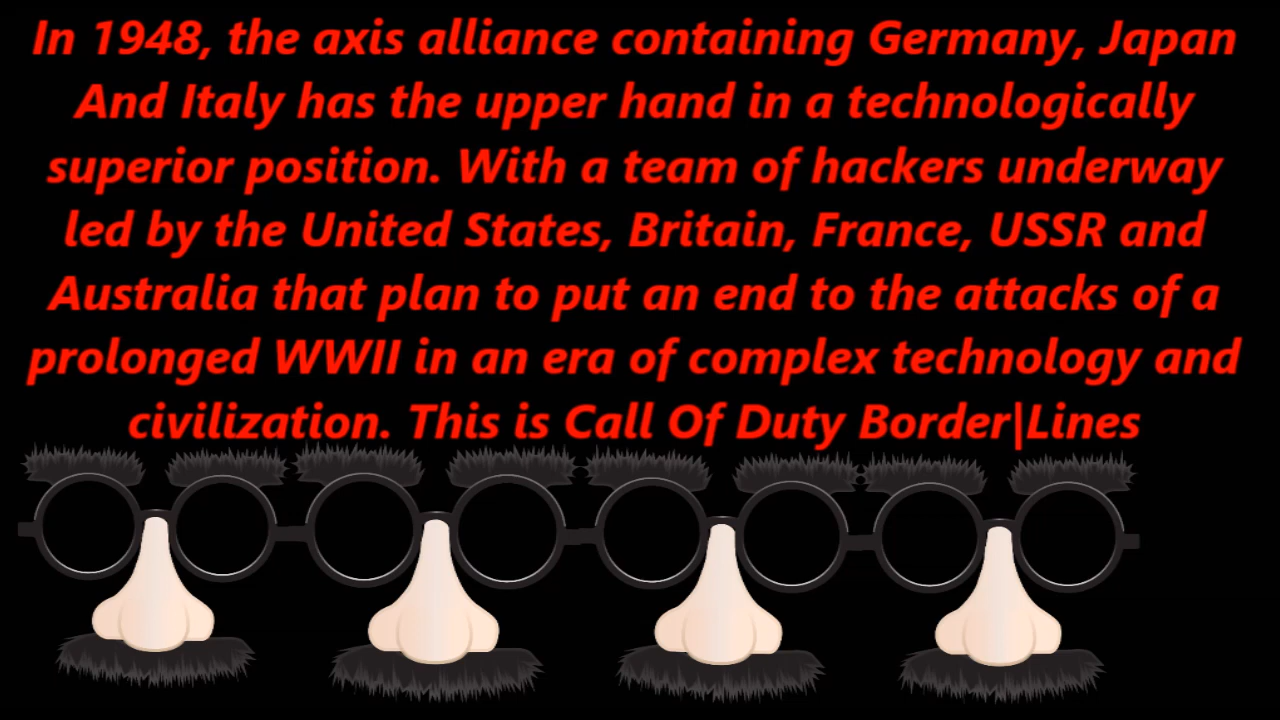 In 1948, the axis alliance containing Germany, Japan
And Italy has the upper hand in a technologically
superior position. With a team of hackers underway
led by the United States, Britain, France, USSR and
Australia that plan to put an end to the attacks of a
prolonged WWII in an era of complex technology and
civilization. This is Call Of Duty Border|Lines